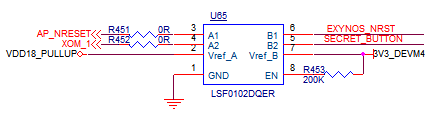 U65
AP_NRESET R451 0R 3 A1 B1 6 EXYNOS_NRST
XOM_1 R452 0R 4 A2 B2 5 SECRET_BUTTON
VDD18_PULLUP 2 Vref_A Vref_B 7 3V3_DEVM4
1 GND EN 8 R453
200K
LSF0102DQER